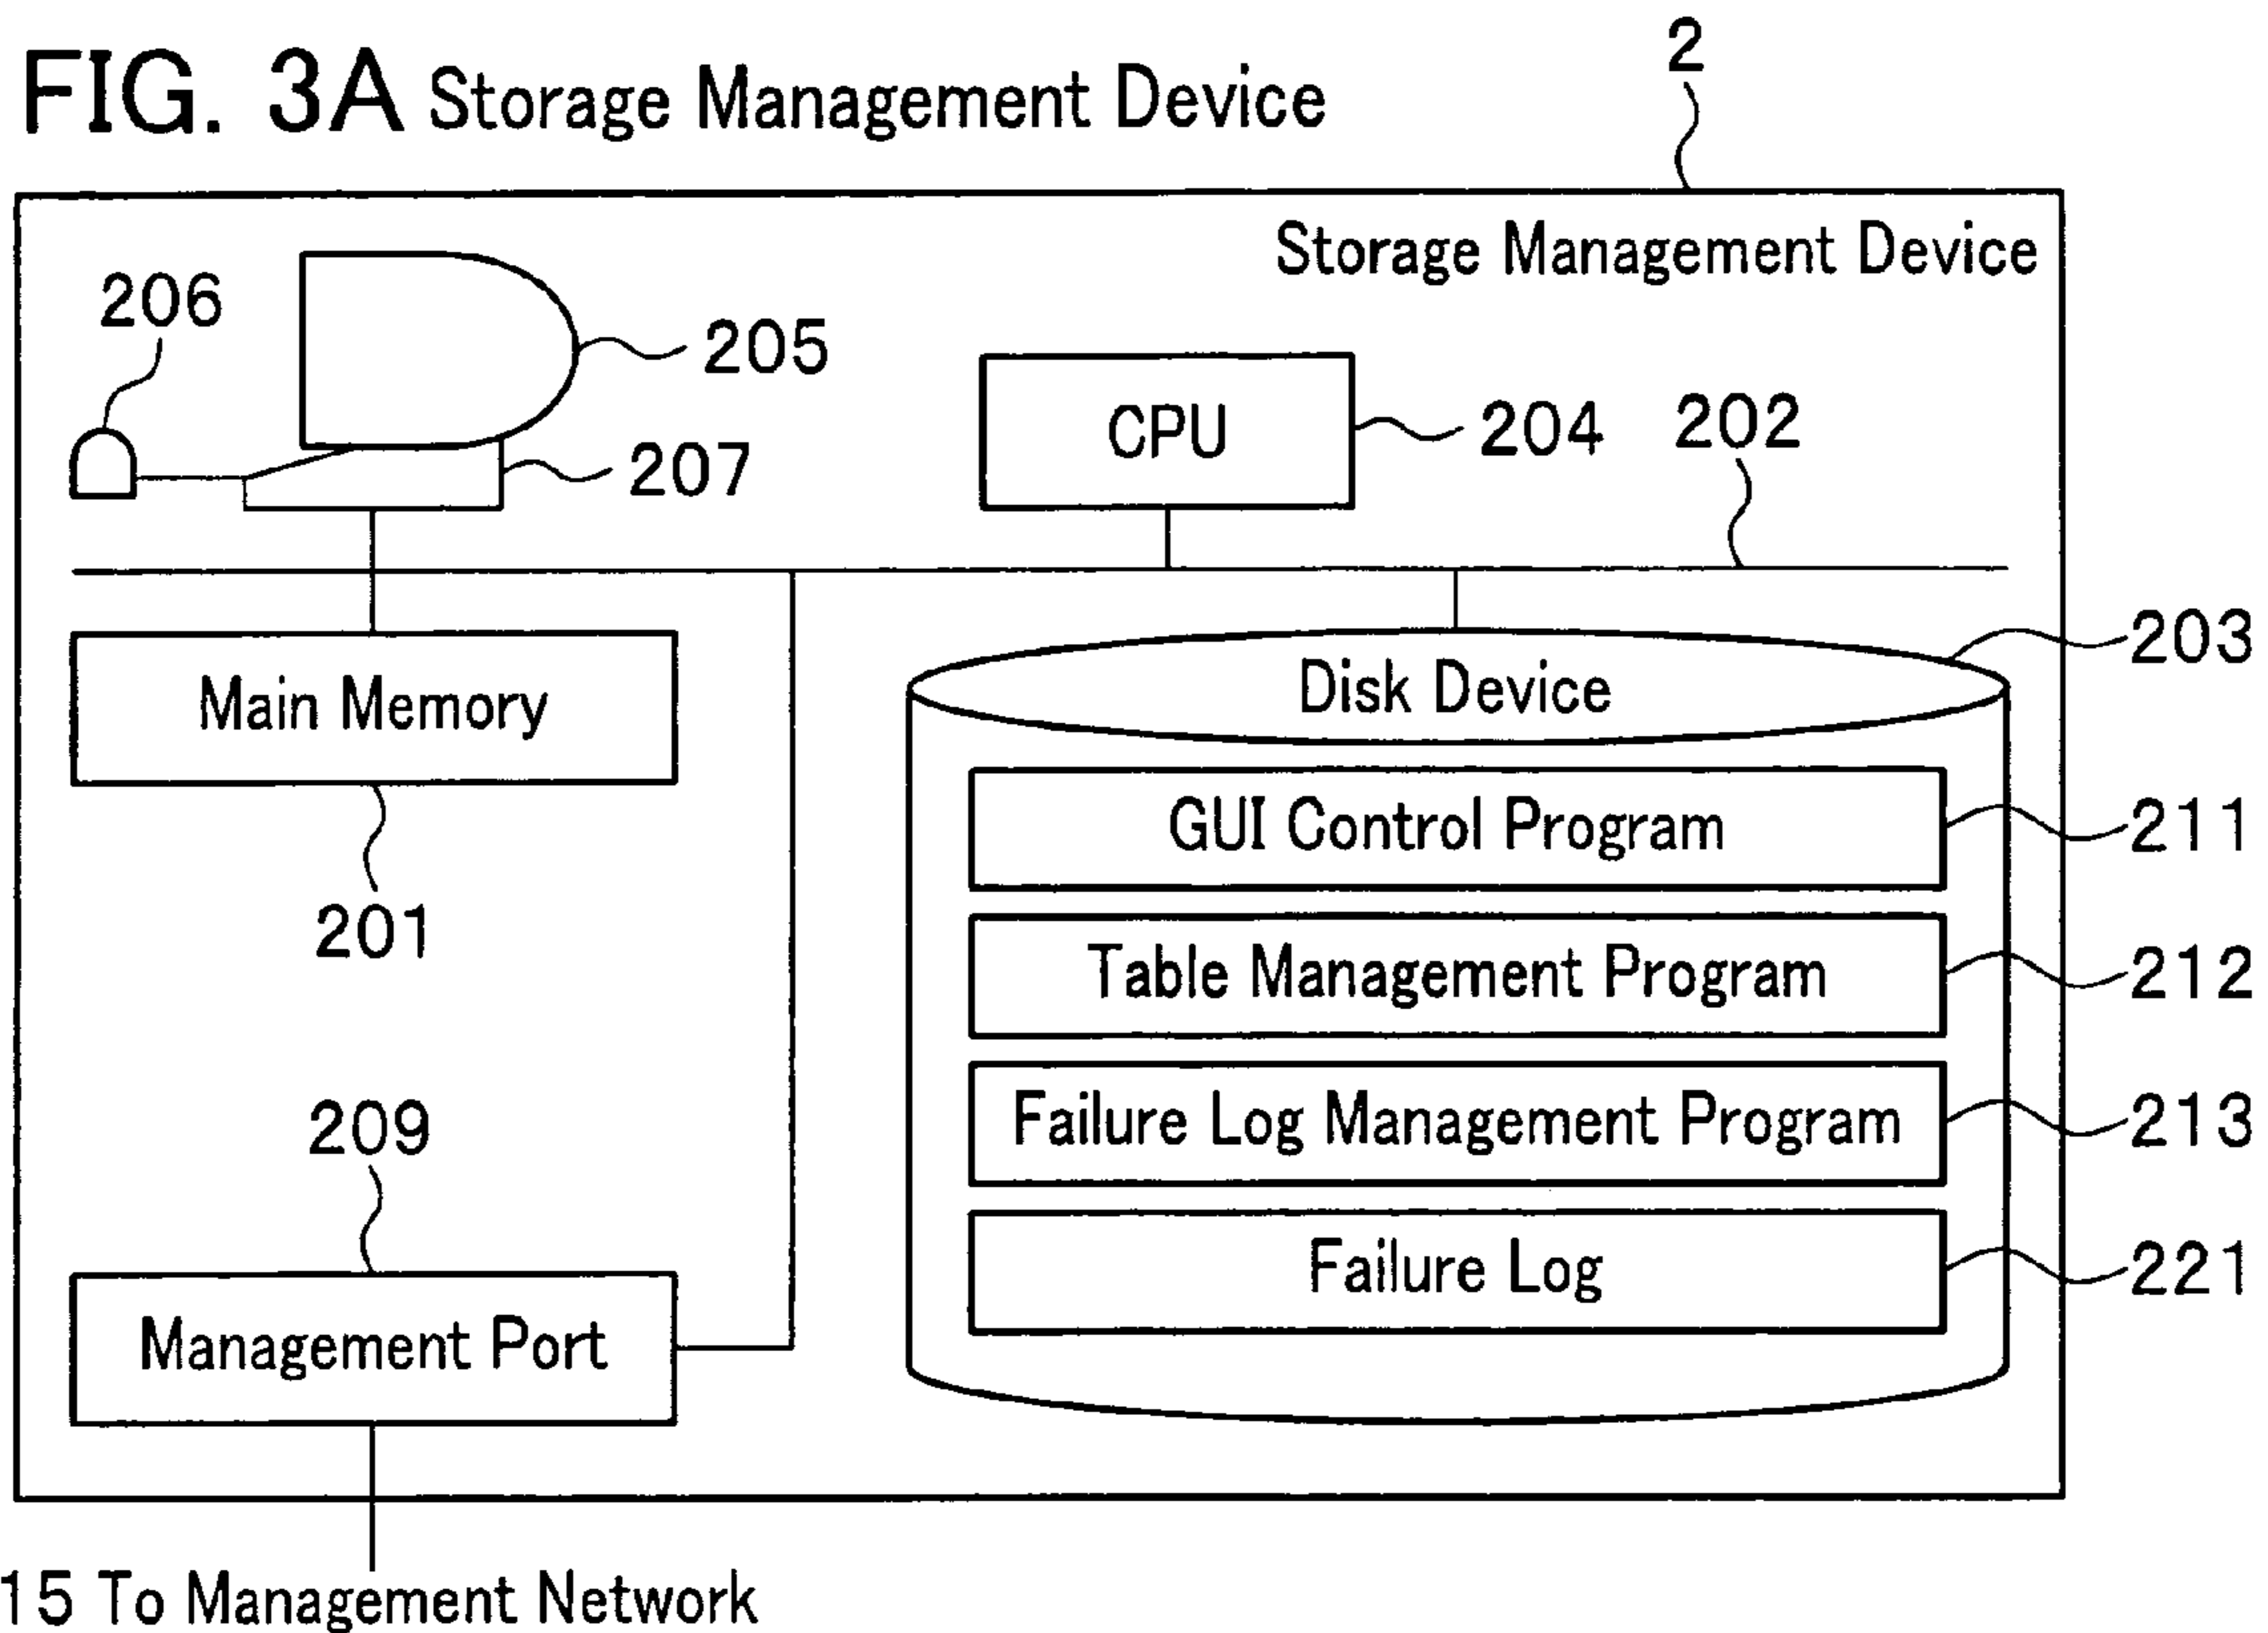 FIG. 3A Storage Management Device
2
Storage Management Device
206
205
207
CPU
204
202
203
Disk Device
Main Memory
201
GUI Control Program
211
Table Management Program
212
Failure Log Management Program
213
209
Failure Log
221
Management Port
15 To Management Network